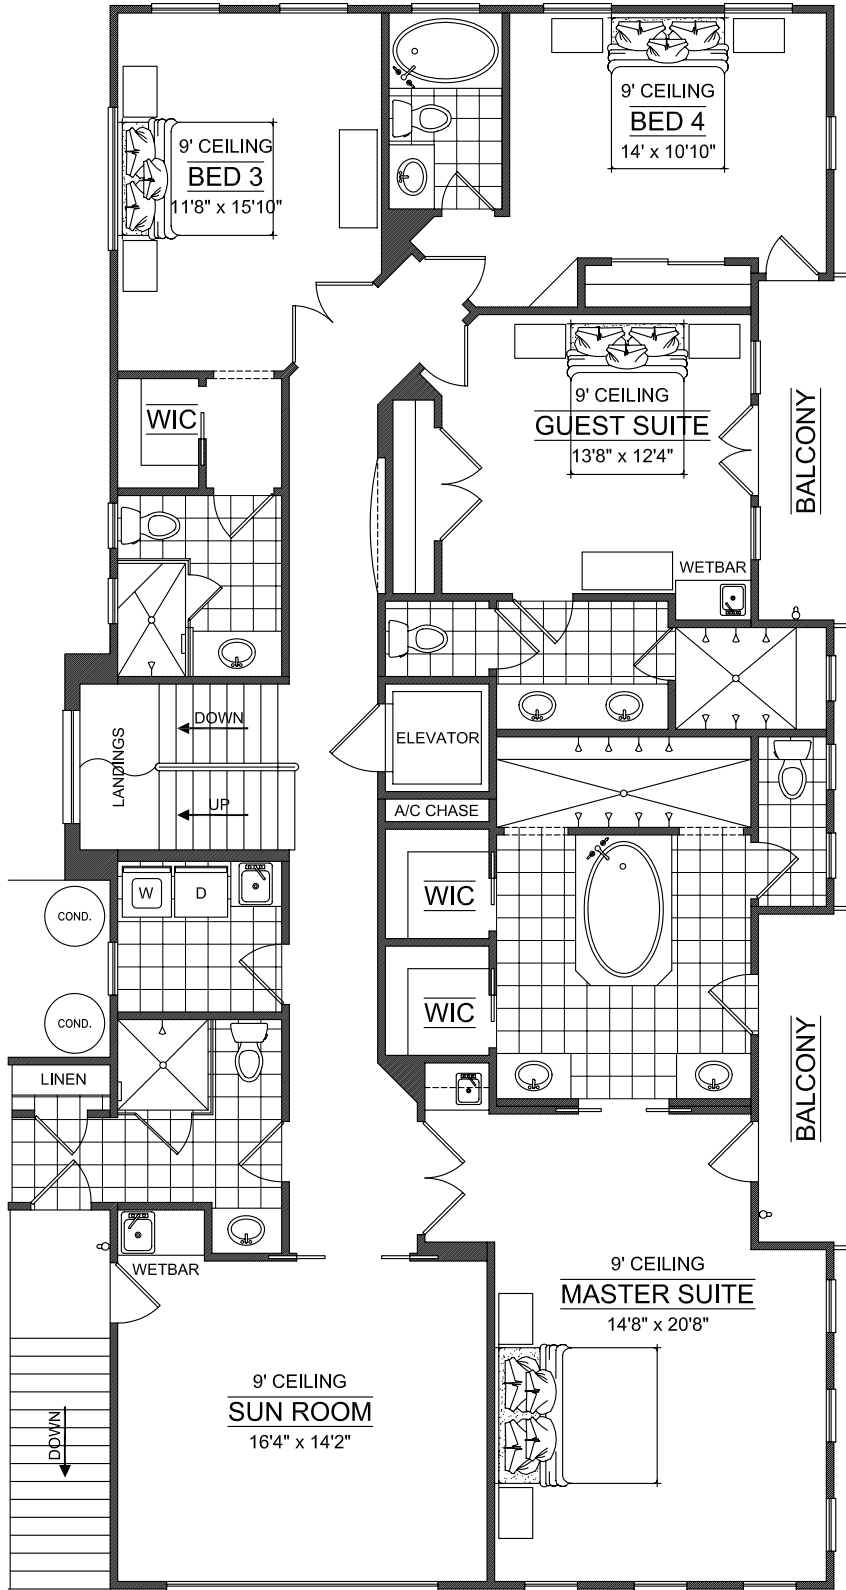 9' CEILING
BED 4
14' x 10'10"
9' CEILING
BED 3
11'8" x 15'10"
WIC
9' CEILING
GUEST SUITE
13'8" x 12'4"
BALCONY
WETBAR
DOWN
LANDINGS
UP
ELEVATOR
A/C CHASE
W
D
WIC
COND.
WIC
COND.
LINEN
BALCONY
WETBAR
9' CEILING
MASTER SUITE
14'8" x 20'8"
9' CEILING
SUN ROOM
16'4" x 14'2"
DOWN